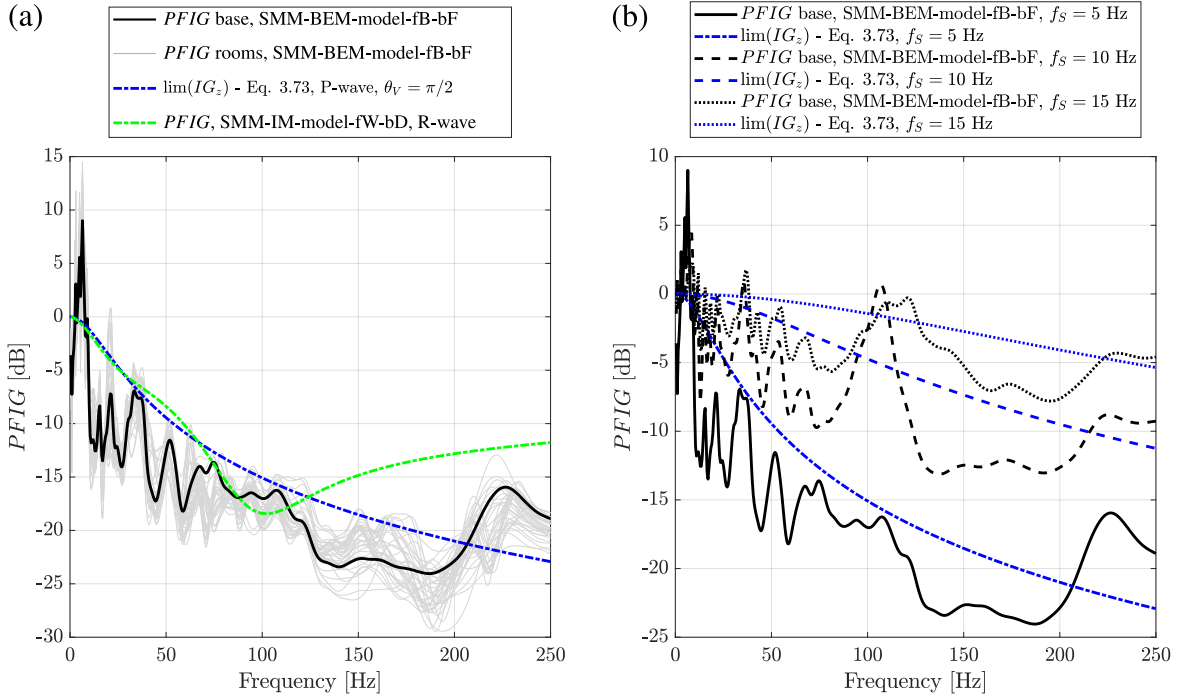 (a)
PFIG base, SMM-BEM-model-fB-bF
PFIG rooms, SMM-BEM-model-fB-bF
lim(IG_z) - Eq. 3.73, P-wave, θ_V = π/2
PFIG, SMM-IM-model-fW-bD, R-wave
15
10
5
0
-5
-10
-15
-20
-25
-30
PFIG [dB]
0 50 100 150 200 250
Frequency [Hz]
(b)
PFIG base, SMM-BEM-model-fB-bF, f_S = 5 Hz
lim(IG_z) - Eq. 3.73, f_S = 5 Hz
PFIG base, SMM-BEM-model-fB-bF, f_S = 10 Hz
lim(IG_z) - Eq. 3.73, f_S = 10 Hz
PFIG base, SMM-BEM-model-fB-bF, f_S = 15 Hz
lim(IG_z) - Eq. 3.73, f_S = 15 Hz
10
5
0
-5
-10
-15
-20
-25
PFIG [dB]
0 50 100 150 200 250
Frequency [Hz]